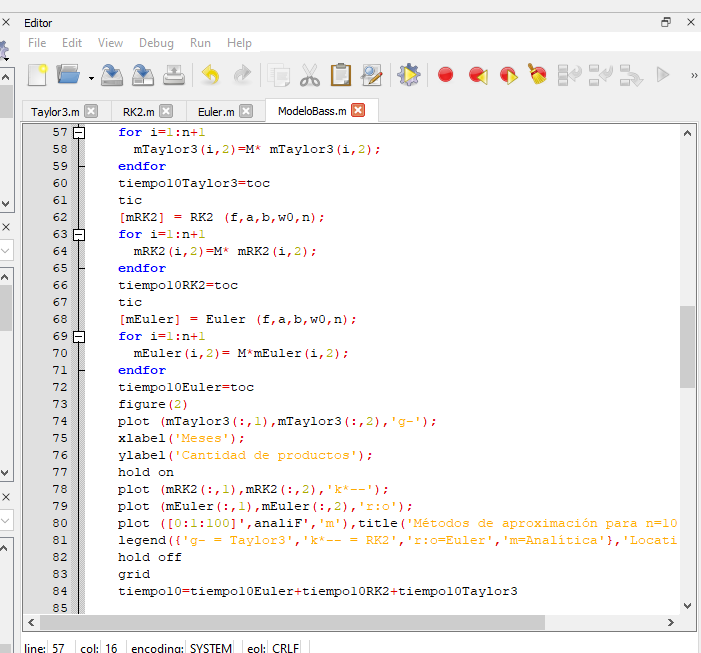 Editor
File Edit View Debug Run Help
Taylor3.m RK2.m Euler.m ModeloBass.m
57 for i=1:n+1
58 mTaylor3(i,2)=M* mTaylor3(i,2);
59 endfor
60 tiempo10Taylor3=toc
61 tic
62 [mRK2] = RK2 (f,a,b,w0,n);
63 for i=1:n+1
64 mRK2(i,2)=M* mRK2(i,2);
65 endfor
66 tiempo10RK2=toc
67 tic
68 [mEuler] = Euler (f,a,b,w0,n);
69 for i=1:n+1
70 mEuler(i,2)= M*mEuler(i,2);
71 endfor
72 tiempo10Euler=toc
73 figure(2)
74 plot (mTaylor3(:,1),mTaylor3(:,2),'g-');
75 xlabel('Meses');
76 ylabel('Cantidad de productos');
77 hold on
78 plot (mRK2(:,1),mRK2(:,2),'k*--');
79 plot (mEuler(:,1),mEuler(:,2),'r:o');
80 plot ([0:1:100]',analiF','m'),title('Métodos de aproximación para n=10
81 legend({'g- = Taylor3','k*-- = RK2','r:o=Euler','m=Analítica'},'Locati
82 hold off
83 grid
84 tiempo10=tiempo10Euler+tiempo10RK2+tiempo10Taylor3
85
line: 57 col: 16 encoding: SYSTEM eol: CRLF